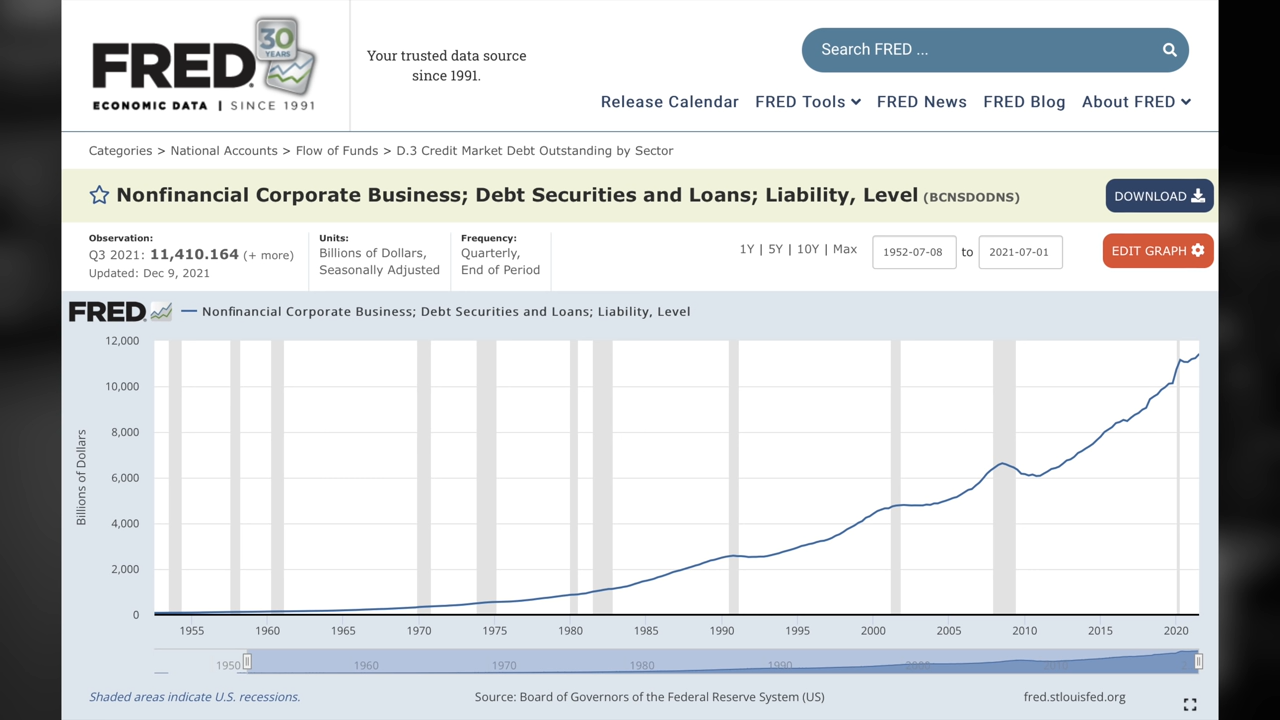 FRED
30
YEARS
ECONOMIC DATA | SINCE 1991
Your trusted data source
since 1991.
Search FRED ...
Release Calendar FRED Tools FRED News FRED Blog About FRED
Categories > National Accounts > Flow of Funds > D.3 Credit Market Debt Outstanding by Sector
Nonfinancial Corporate Business; Debt Securities and Loans; Liability, Level (BCNSDODNS)
DOWNLOAD
Observation:
Q3 2021: 11,410.164 (+ more)
Updated: Dec 9, 2021
Units:
Billions of Dollars,
Seasonally Adjusted
Frequency:
Quarterly,
End of Period
1Y | 5Y | 10Y | Max
1952-07-08 to 2021-07-01
EDIT GRAPH
FRED
Nonfinancial Corporate Business; Debt Securities and Loans; Liability, Level
Billions of Dollars
12,000
10,000
8,000
6,000
4,000
2,000
0
1955 1960 1965 1970 1975 1980 1985 1990 1995 2000 2005 2010 2015 2020
1950 1960 1970 1980 1990 2000 2010
Shaded areas indicate U.S. recessions.
Source: Board of Governors of the Federal Reserve System (US)
fred.stlouisfed.org